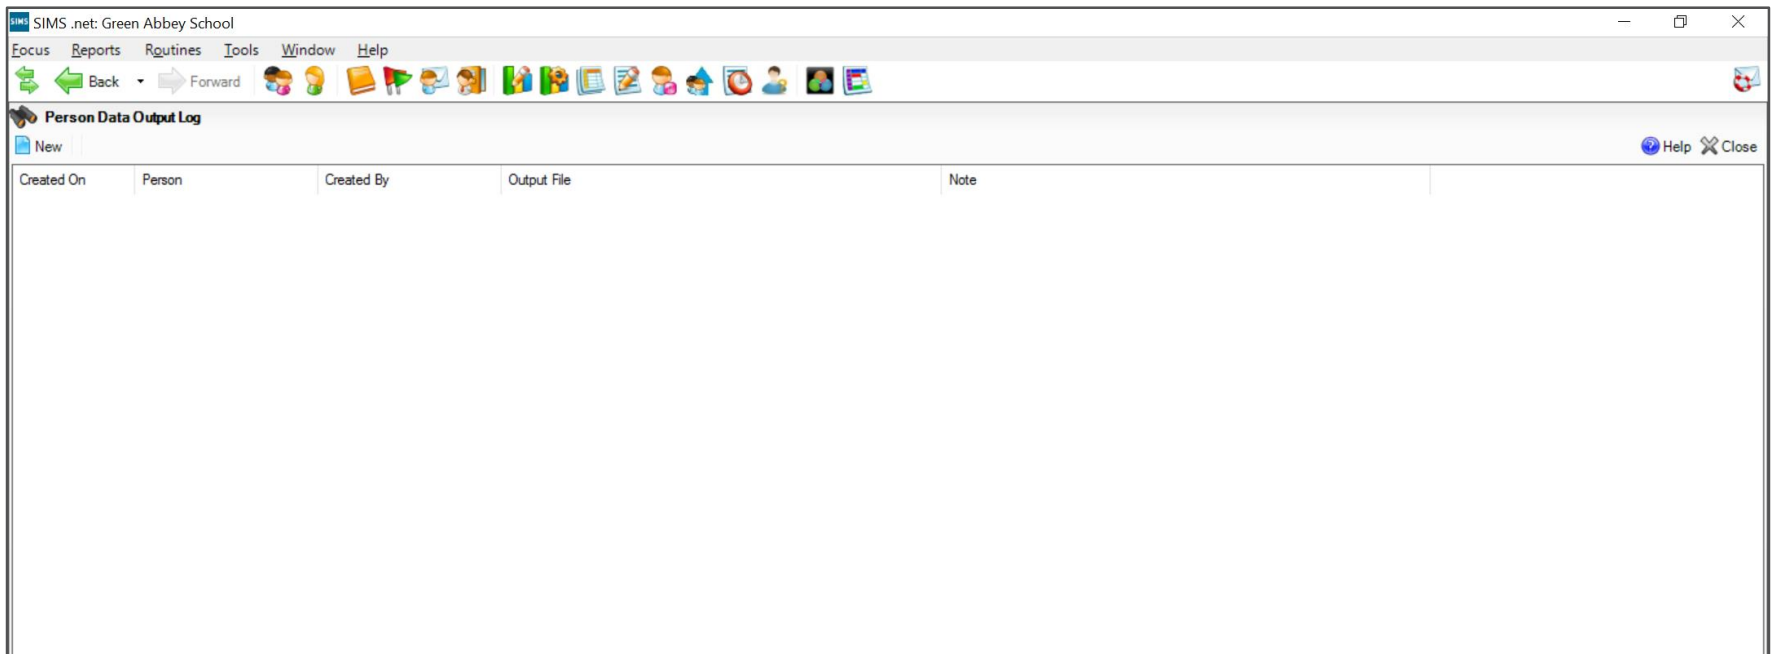 SIMS SIMS .net: Green Abbey School
Focus Reports Routines Tools Window Help
Back Forward
Person Data Output Log
New Help Close
Created On Person Created By Output File Note